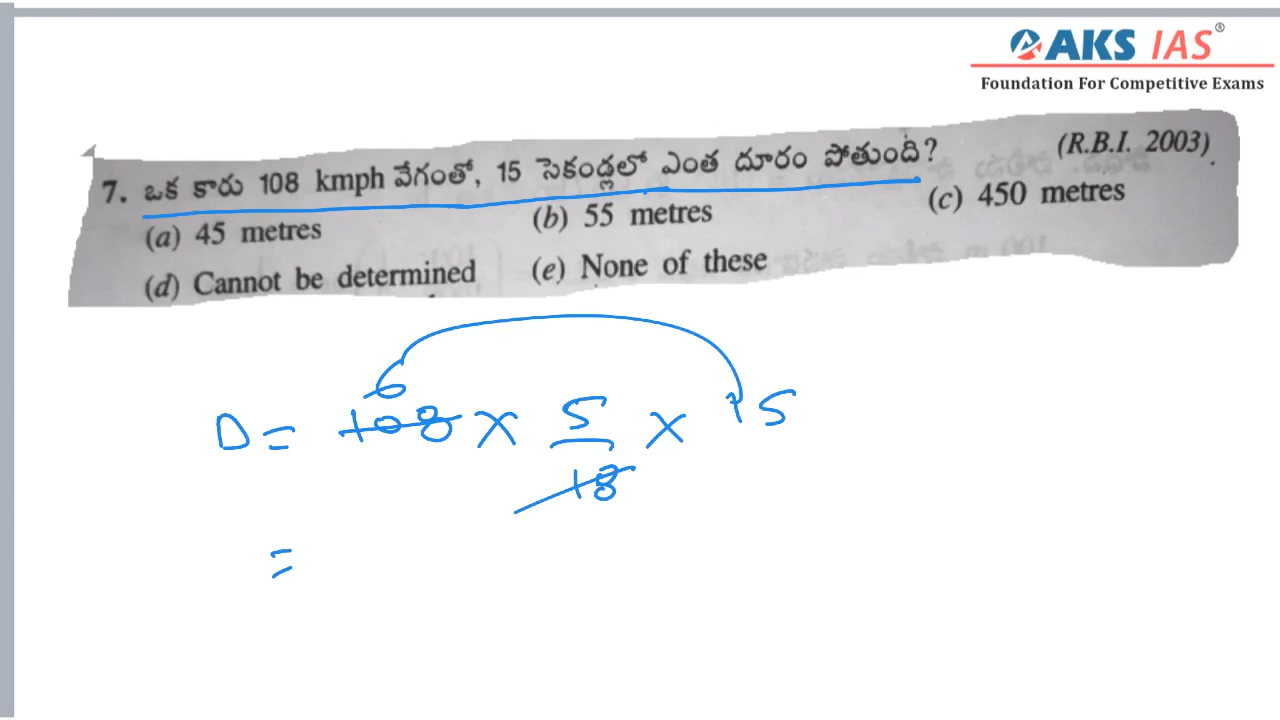 AKS IAS®
Foundation For Competitive Exams
7. ఒక కారు 108 kmph వేగంతో, 15 సెకండ్లలో ఎంత దూరం పోతుంది? (R.B.I. 2003)
(a) 45 metres (b) 55 metres (c) 450 metres
(d) Cannot be determined (e) None of these
6
D = 108 × 5 × 15
18
=